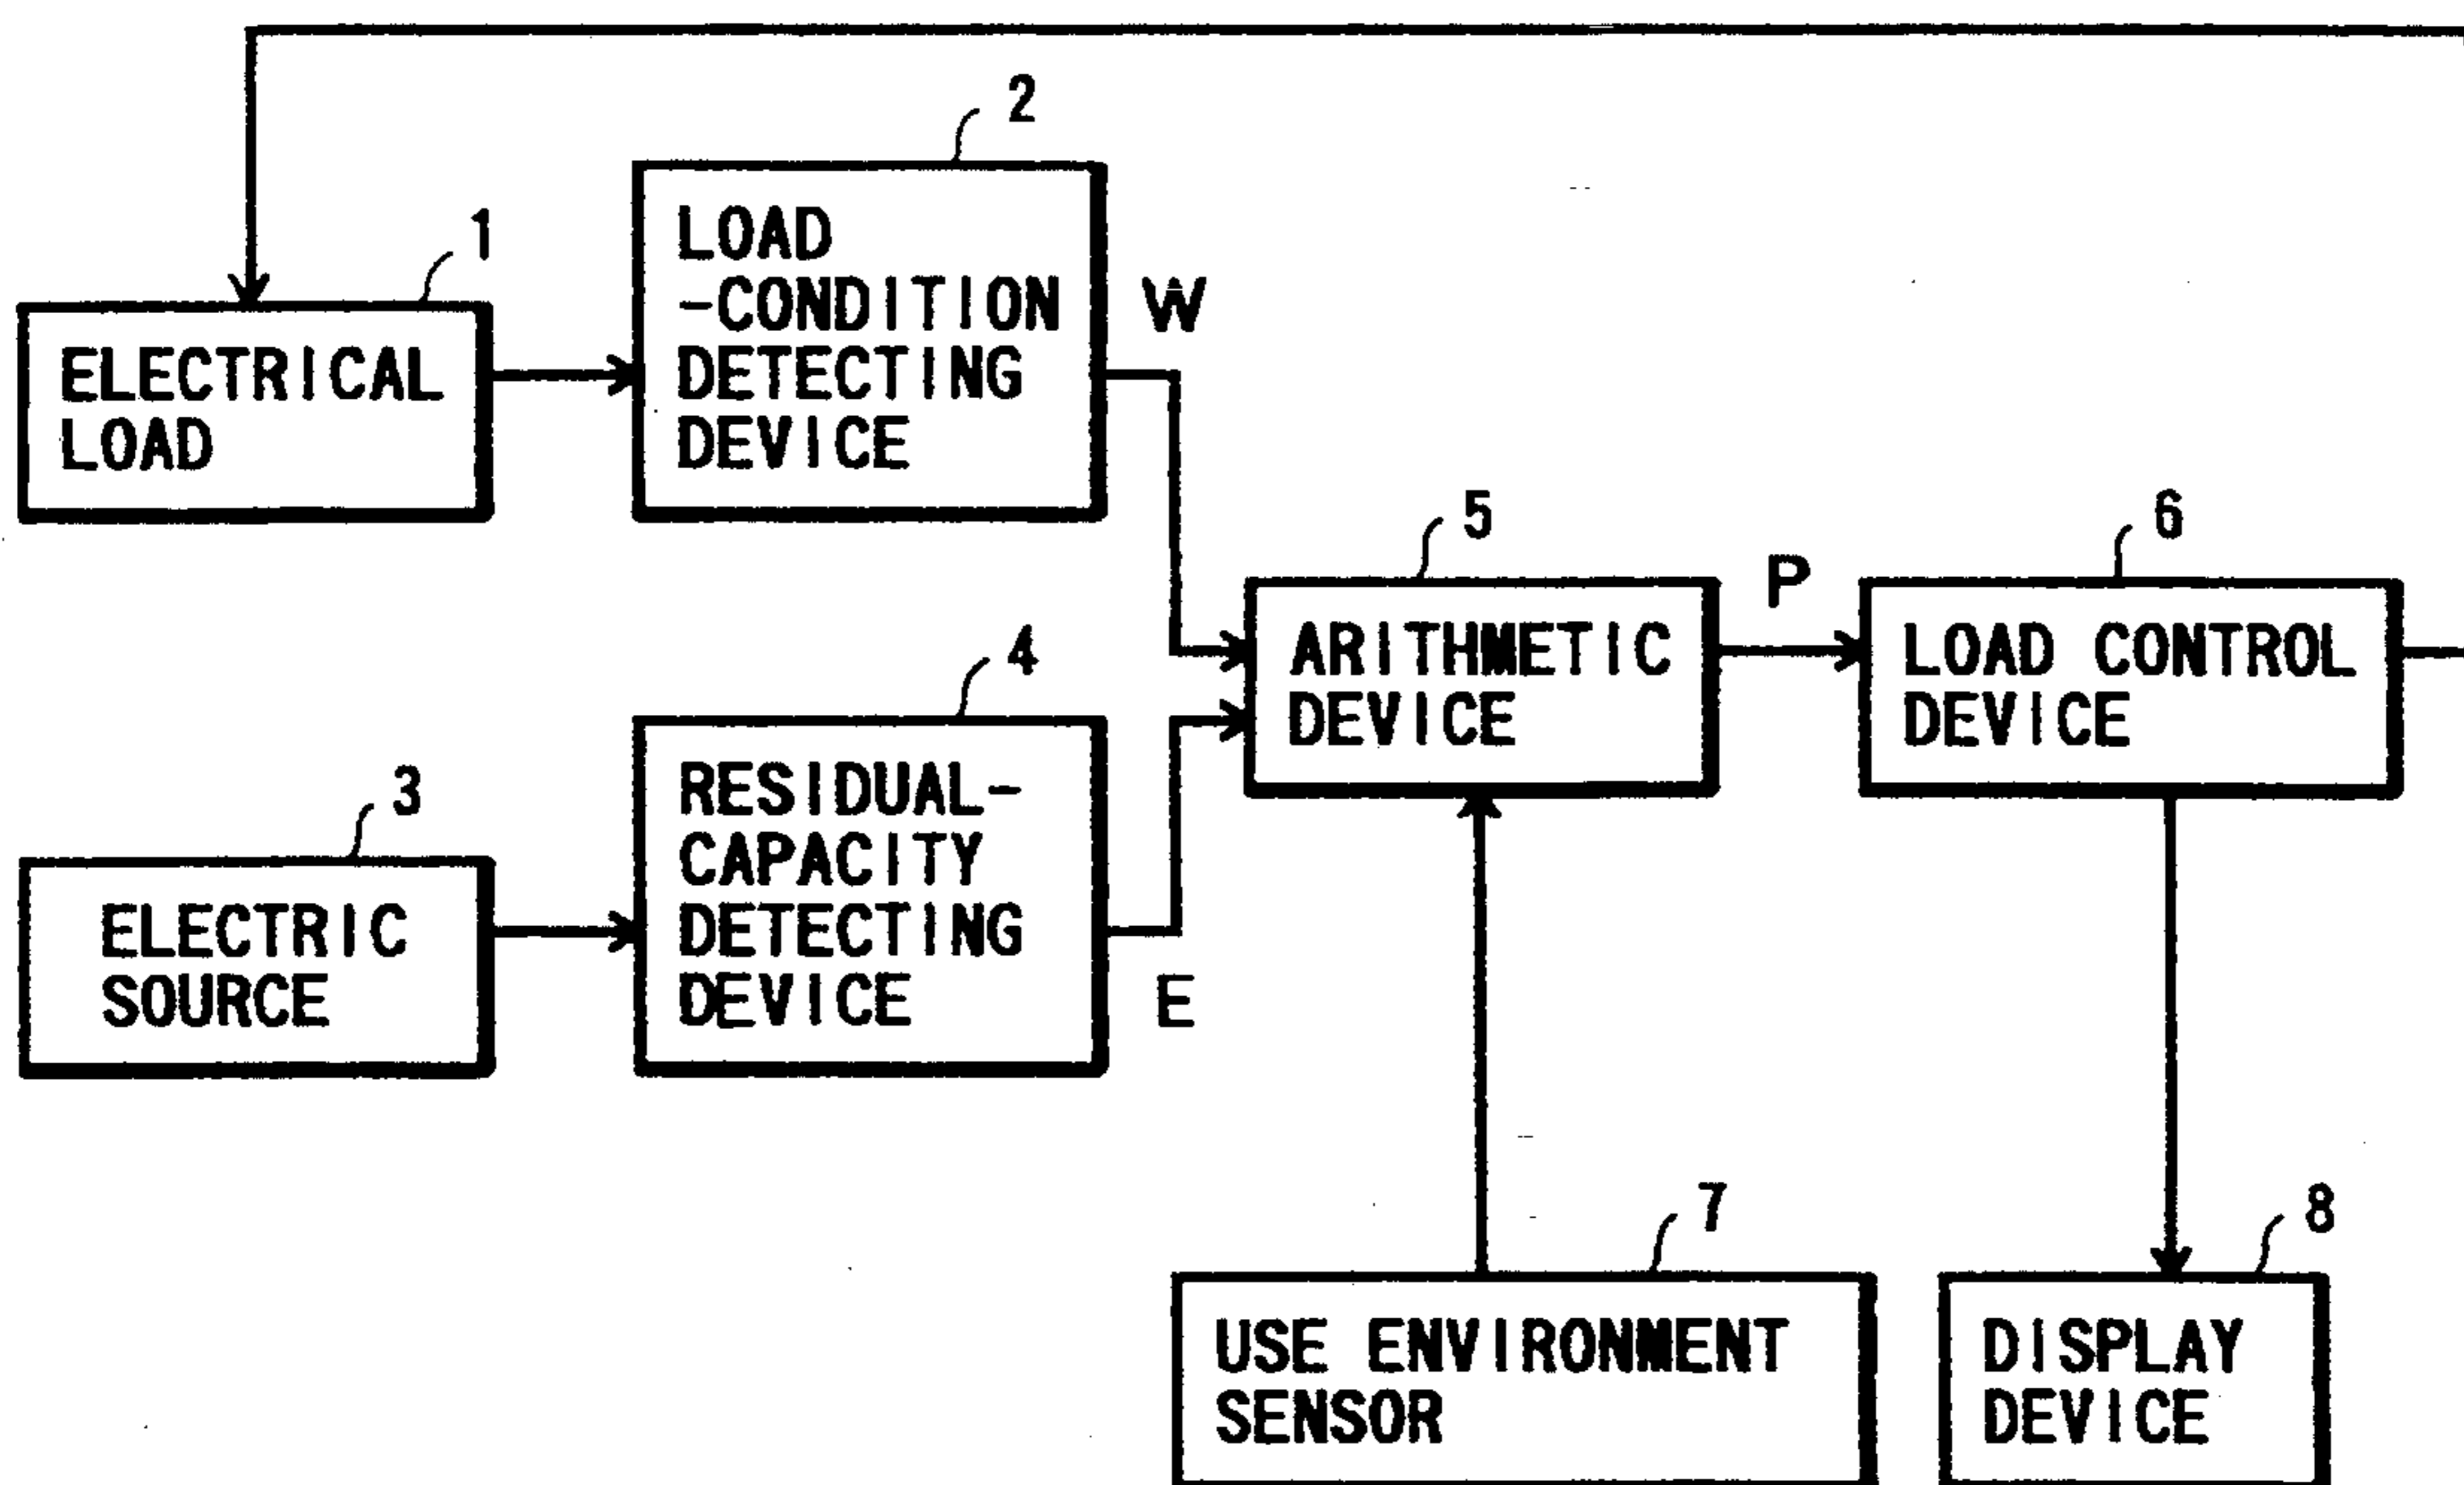 2
1
LOAD
-CONDITION
DETECTING
DEVICE
W
ELECTRICAL
LOAD
5
6
P
ARITHMETIC
DEVICE
LOAD CONTROL
DEVICE
4
3
RESIDUAL-
CAPACITY
DETECTING
DEVICE
E
ELECTRIC
SOURCE
7
8
USE ENVIRONMENT
SENSOR
DISPLAY
DEVICE